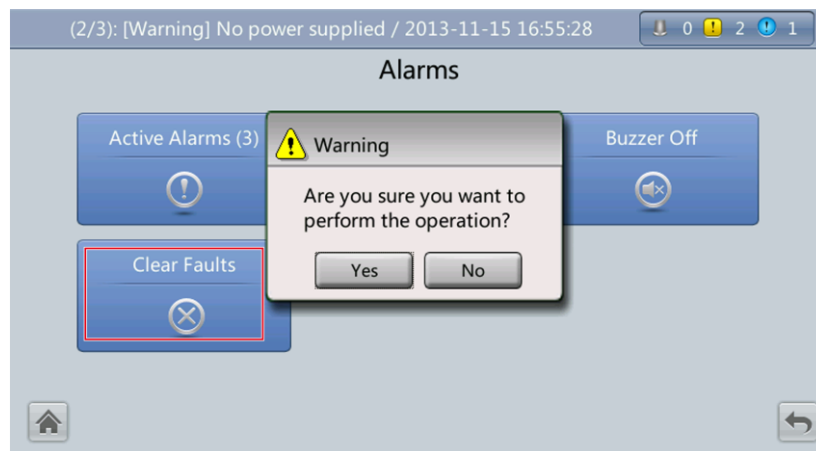 (2/3): [Warning] No power supplied / 2013-11-15 16:55:28
0 2 1
Alarms
Active Alarms (3)
Buzzer Off
Warning
Are you sure you want to
perform the operation?
Yes
No
Clear Faults